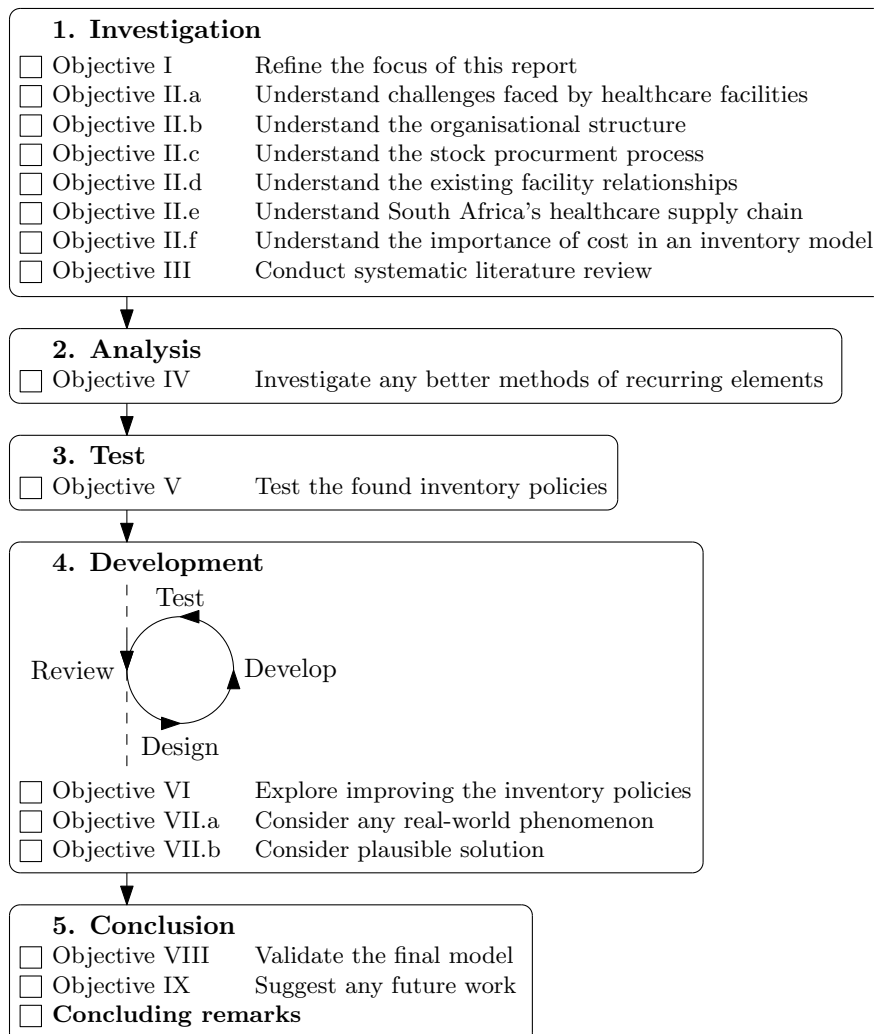 1. Investigation
Objective I Refine the focus of this report
Objective II.a Understand challenges faced by healthcare facilities
Objective II.b Understand the organisational structure
Objective II.c Understand the stock procurment process
Objective II.d Understand the existing facility relationships
Objective II.e Understand South Africa's healthcare supply chain
Objective II.f Understand the importance of cost in an inventory model
Objective III Conduct systematic literature review
2. Analysis
Objective IV Investigate any better methods of recurring elements
3. Test
Objective V Test the found inventory policies
4. Development
Test
Review
Develop
Design
Objective VI Explore improving the inventory policies
Objective VII.a Consider any real-world phenomenon
Objective VII.b Consider plausible solution
5. Conclusion
Objective VIII Validate the final model
Objective IX Suggest any future work
Concluding remarks